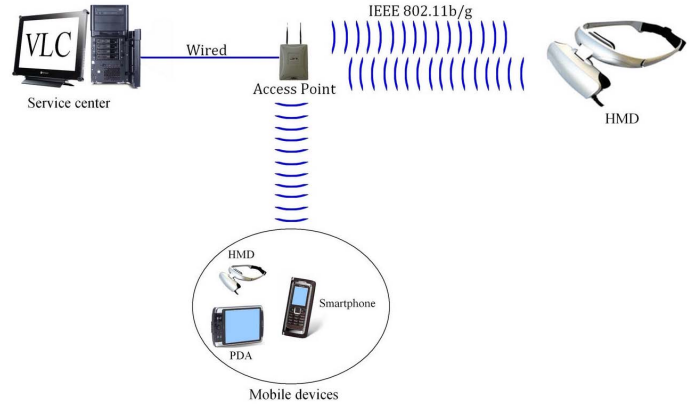 IEEE 802.11b/g
VLC
Wired
Access Point
Service center
HMD
HMD
Smartphone
PDA
Mobile devices